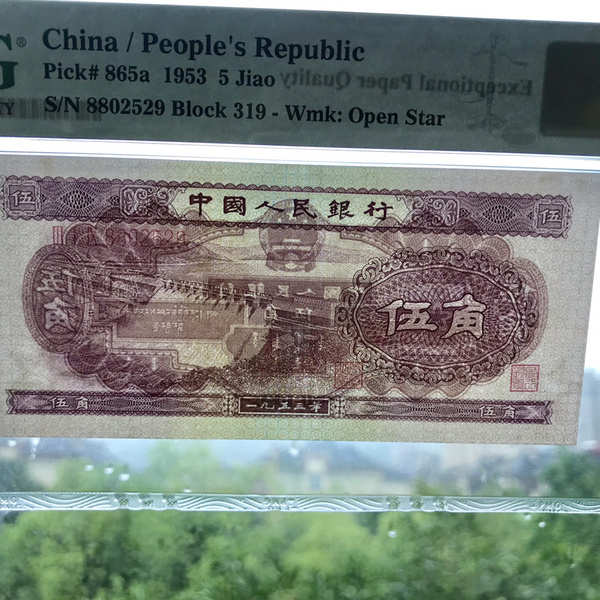 China / People's Republic
Pick# 865a 1953 5 Jiao
Exceptional Paper Quality
S/N 8802529 Block 319 - Wmk: Open Star
伍
中國人民銀行
伍
伍角
伍角
伍角
一九五三年
伍角